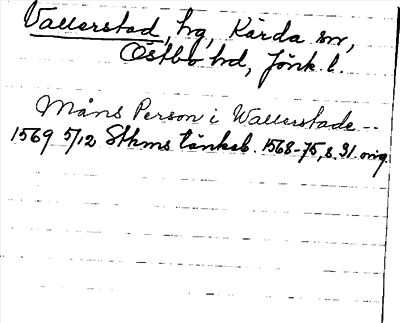 Vallerstad, hg, Kärda sn,
Östbo hd, Jönk. l.
Måns Person i Wallerstade --
1569 5/12 Sthms tänkeb. 1568-75, s. 31. orig.